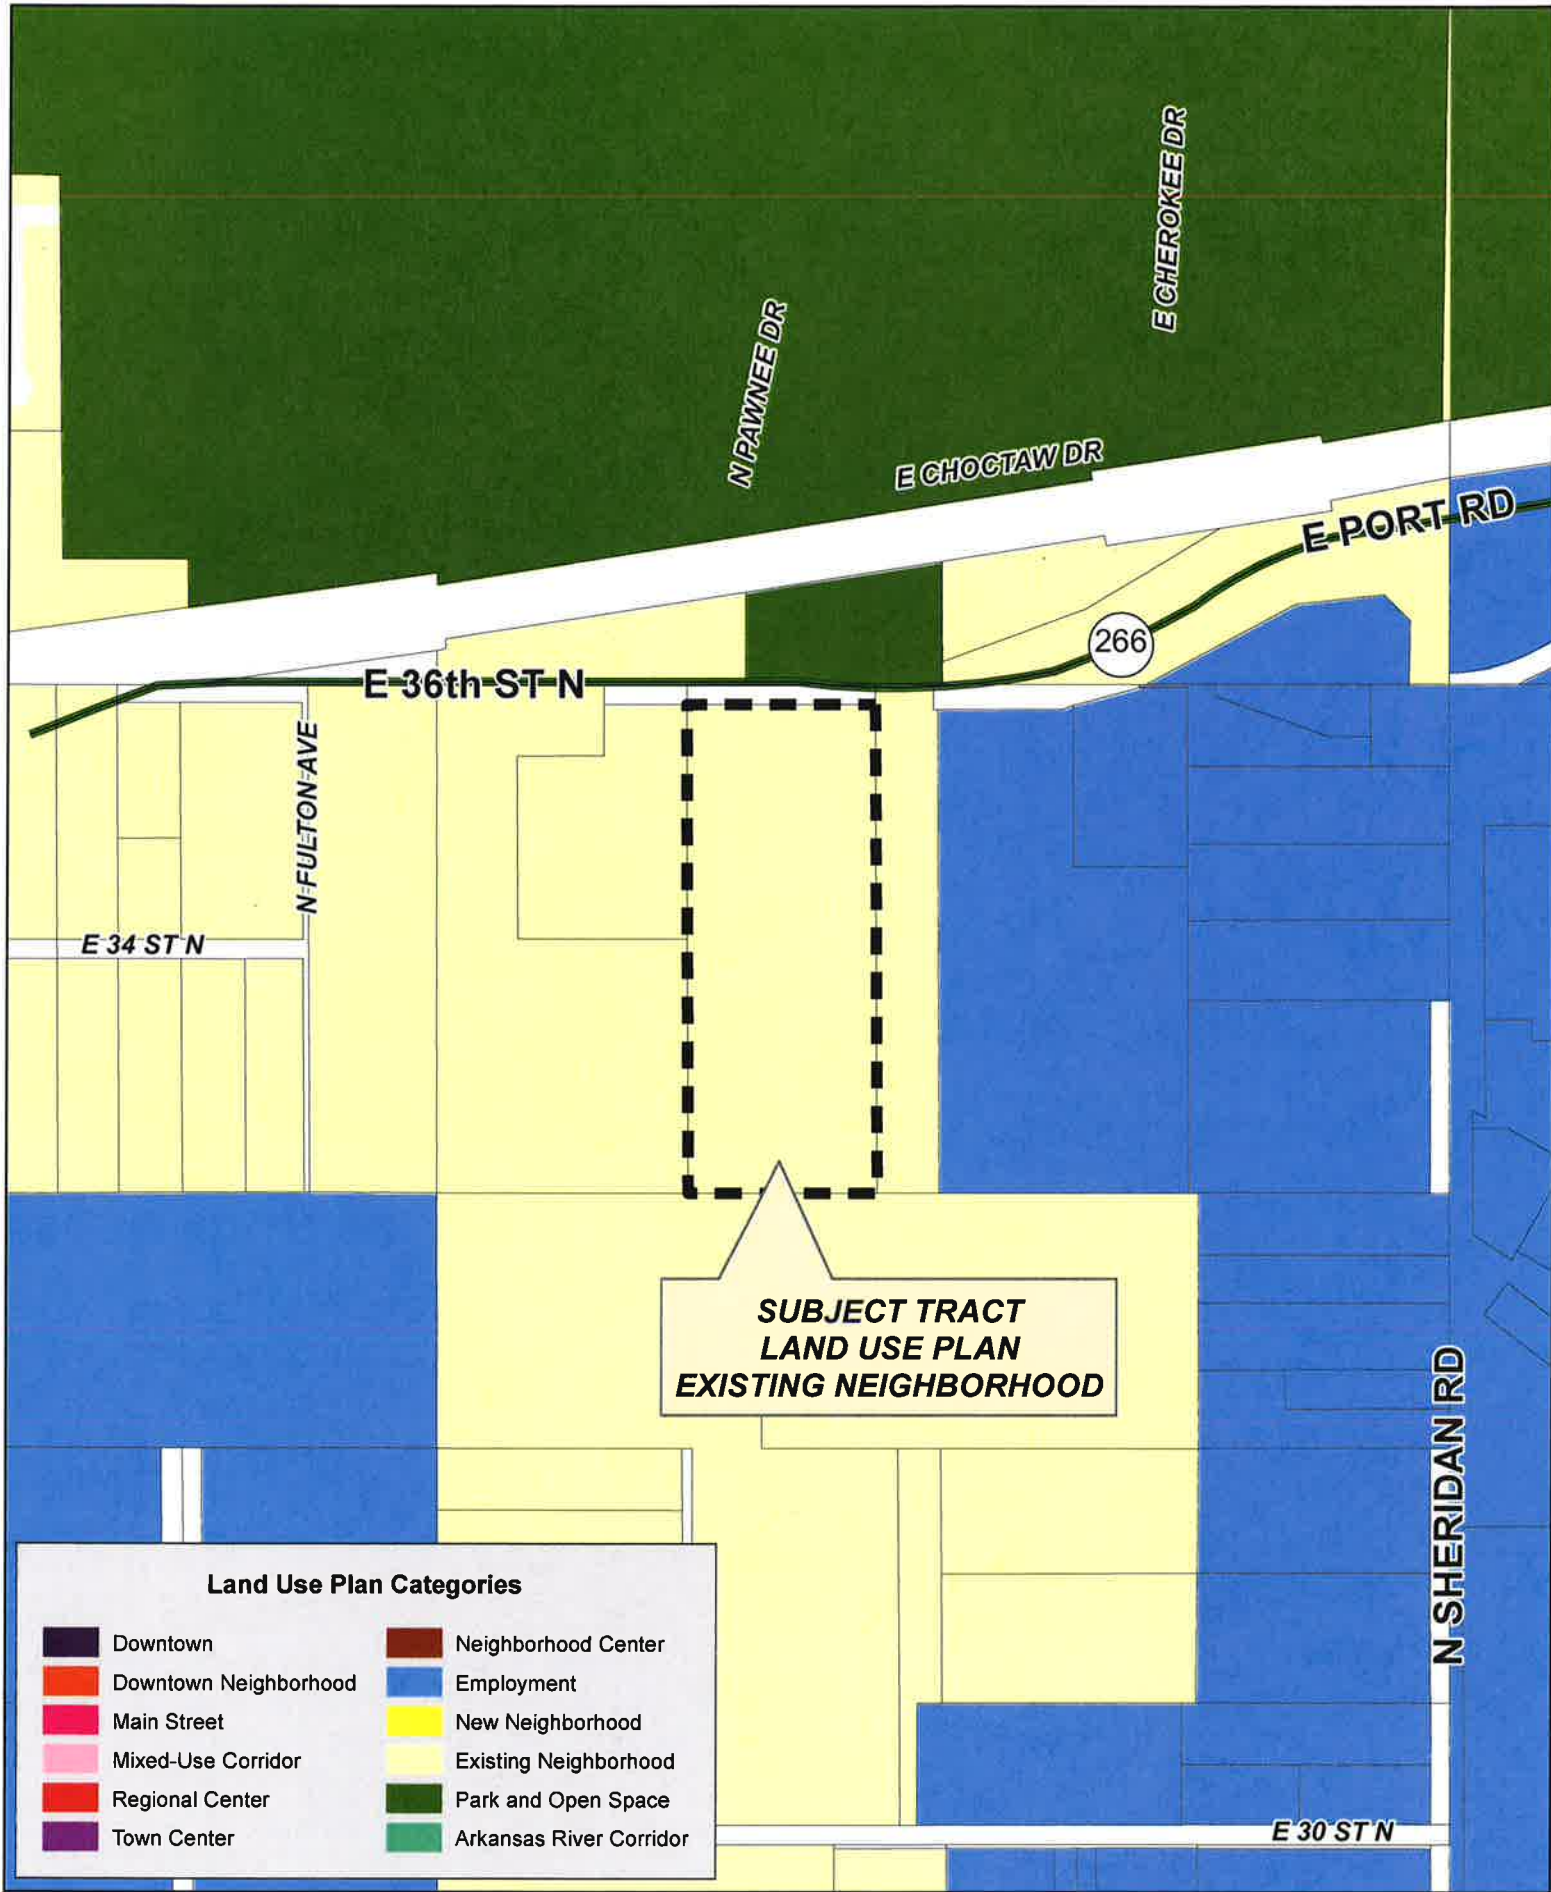 E CHEROKEE DR
N PAWNEE DR
E CHOCTAW DR
E PORT RD
266
E 36th ST N
N FULTON AVE
E 34 ST N
SUBJECT TRACT
LAND USE PLAN
EXISTING NEIGHBORHOOD
N SHERIDAN RD
Land Use Plan Categories
Downtown
Downtown Neighborhood
Main Street
Mixed-Use Corridor
Regional Center
Town Center
Neighborhood Center
Employment
New Neighborhood
Existing Neighborhood
Park and Open Space
Arkansas River Corridor
E 30 ST N